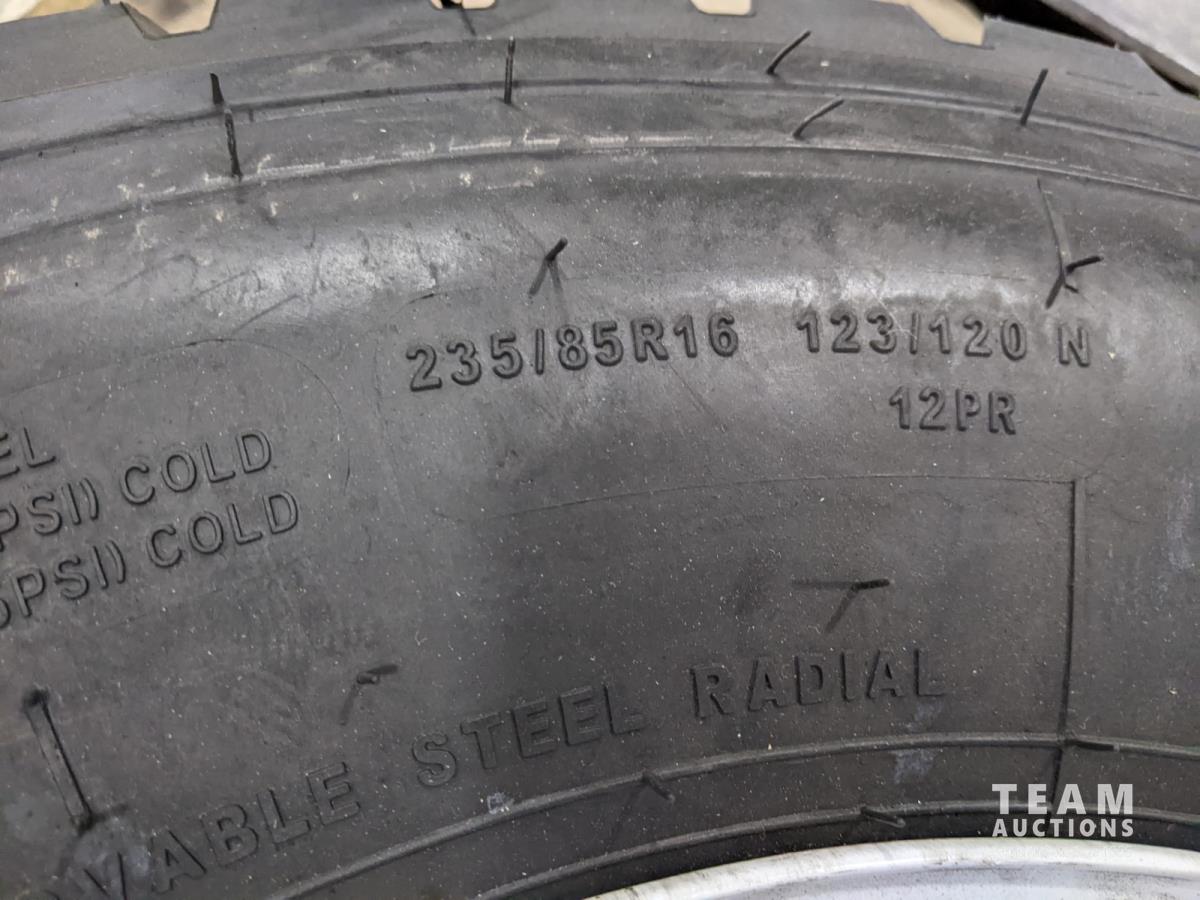 235/85R16 123/120 N
12PR
EL
PSI) COLD
PSI) COLD
VABLE STEEL RADIAL
TEAM
AUCTIONS